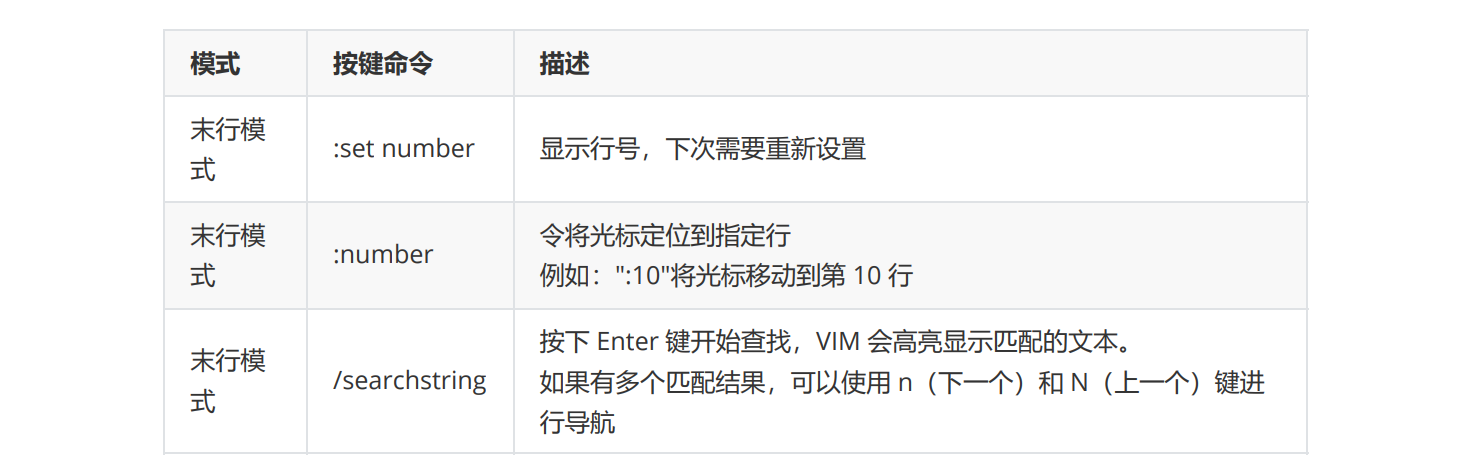 模式 按键命令 描述
末行模
式
:set number
显示行号，下次需要重新设置
末行模
式
:number
令将光标定位到指定行
例如：":10"将光标移动到第 10 行
末行模
式
/searchstring
按下 Enter 键开始查找，VIM 会高亮显示匹配的文本。
如果有多个匹配结果，可以使用 n（下一个）和 N（上一个）键进
行导航